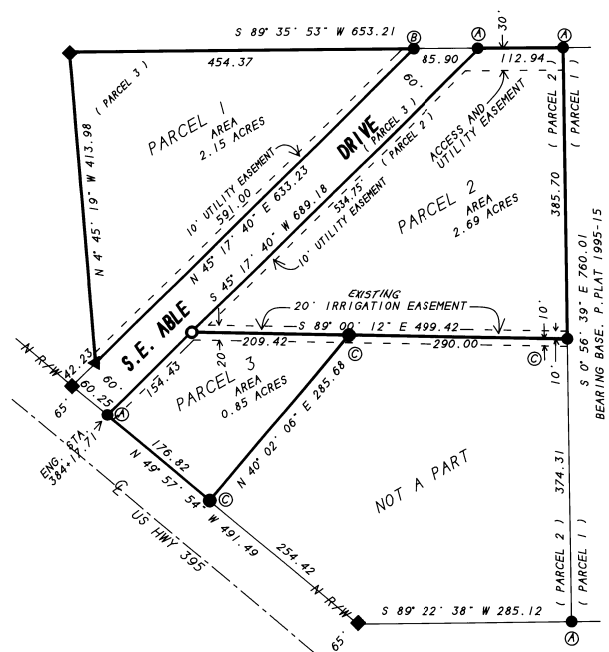 S 89° 35' 53" W 653.21
B
A
30'
A
454.37
85.90
112.94
( PARCEL 3 )
60'
( PARCEL 2 )
( PARCEL 1 )
PARCEL 1
AREA
2.15 ACRES
DRIVE
( PARCEL 3 )
( PARCEL 2 )
ACCESS AND
UTILITY EASEMENT
N 4° 45' 19" W 413.98
10' UTILITY EASEMENT
591.00
N 45° 17' 40" E 633.23
S 45° 17' 40" W 689.18
534.75
10' UTILITY EASEMENT
PARCEL 2
AREA
2.69 ACRES
385.70
S 0° 56' 39" E 760.01
BEARING BASE. P.PLAT 1995-15
EXISTING
20' IRRIGATION EASEMENT
10'
S 89° 00' 12" E 499.42
S.E. ABLE
209.42
290.00
C
C
10'
20'
N R/W
42.23
60'
60.25
65'
154.43
PARCEL 3
AREA
0.85 ACRES
N 40° 02' 06" E 285.68
A
ENG. STA.
384+17.71
176.82
N 49° 57' 54" W 491.49
C
NOT A PART
374.31
℄
US HWY 395
254.42
N R/W
65'
( PARCEL 2 )
( PARCEL 1 )
S 89° 22' 38" W 285.12
A